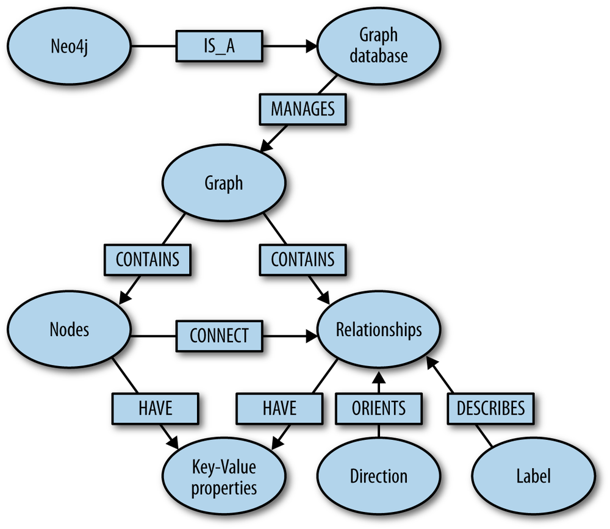 Neo4j
IS_A
Graph
database
MANAGES
Graph
CONTAINS
CONTAINS
Nodes
CONNECT
Relationships
HAVE
HAVE
ORIENTS
DESCRIBES
Key-Value
properties
Direction
Label